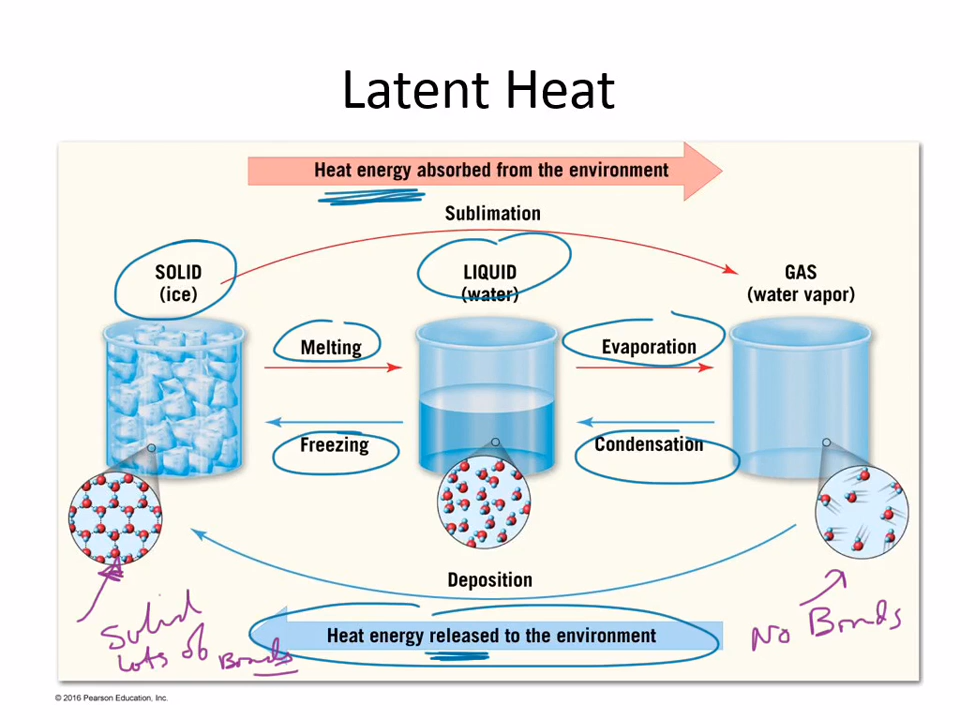 Latent Heat
Heat energy absorbed from the environment
Sublimation
SOLID
(ice)
LIQUID
(water)
GAS
(water vapor)
Melting
Evaporation
Freezing
Condensation
Deposition
Heat energy released to the environment
Solid
Lots of Bonds
No Bonds
© 2016 Pearson Education, Inc.